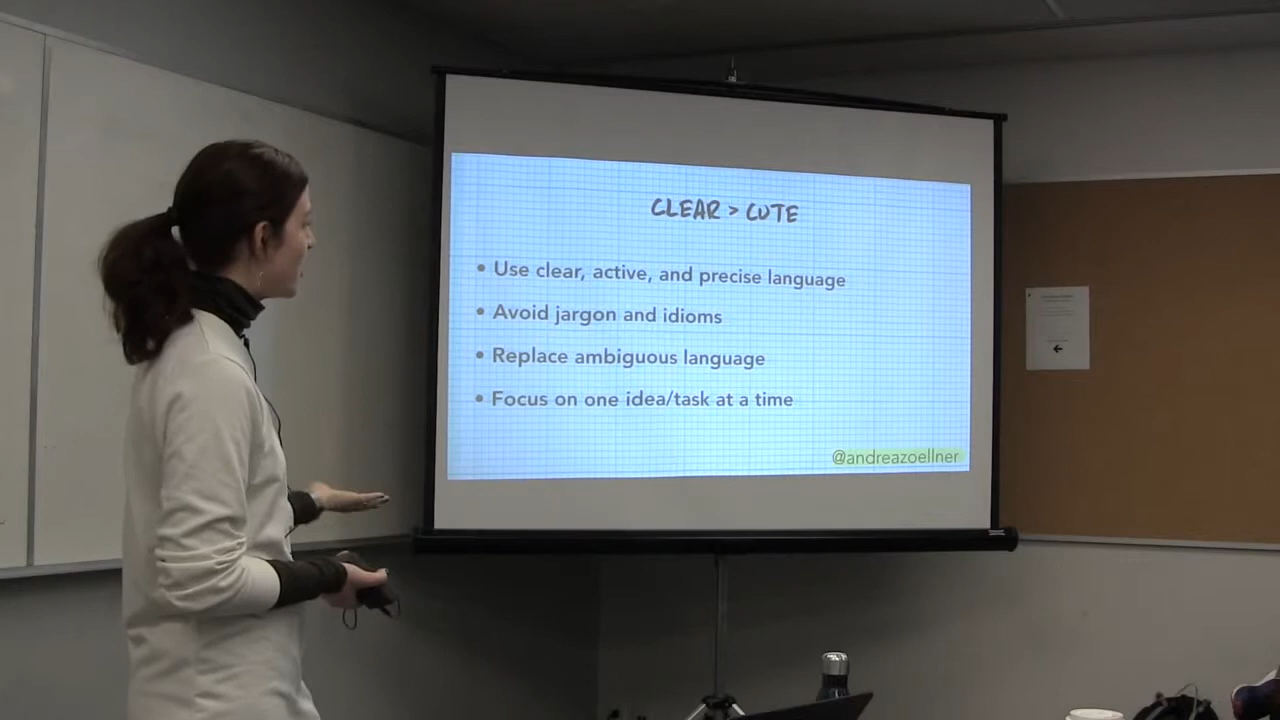 CLEAR > CUTE
• Use clear, active, and precise language
• Avoid jargon and idioms
• Replace ambiguous language
• Focus on one idea/task at a time
@andreazoellner